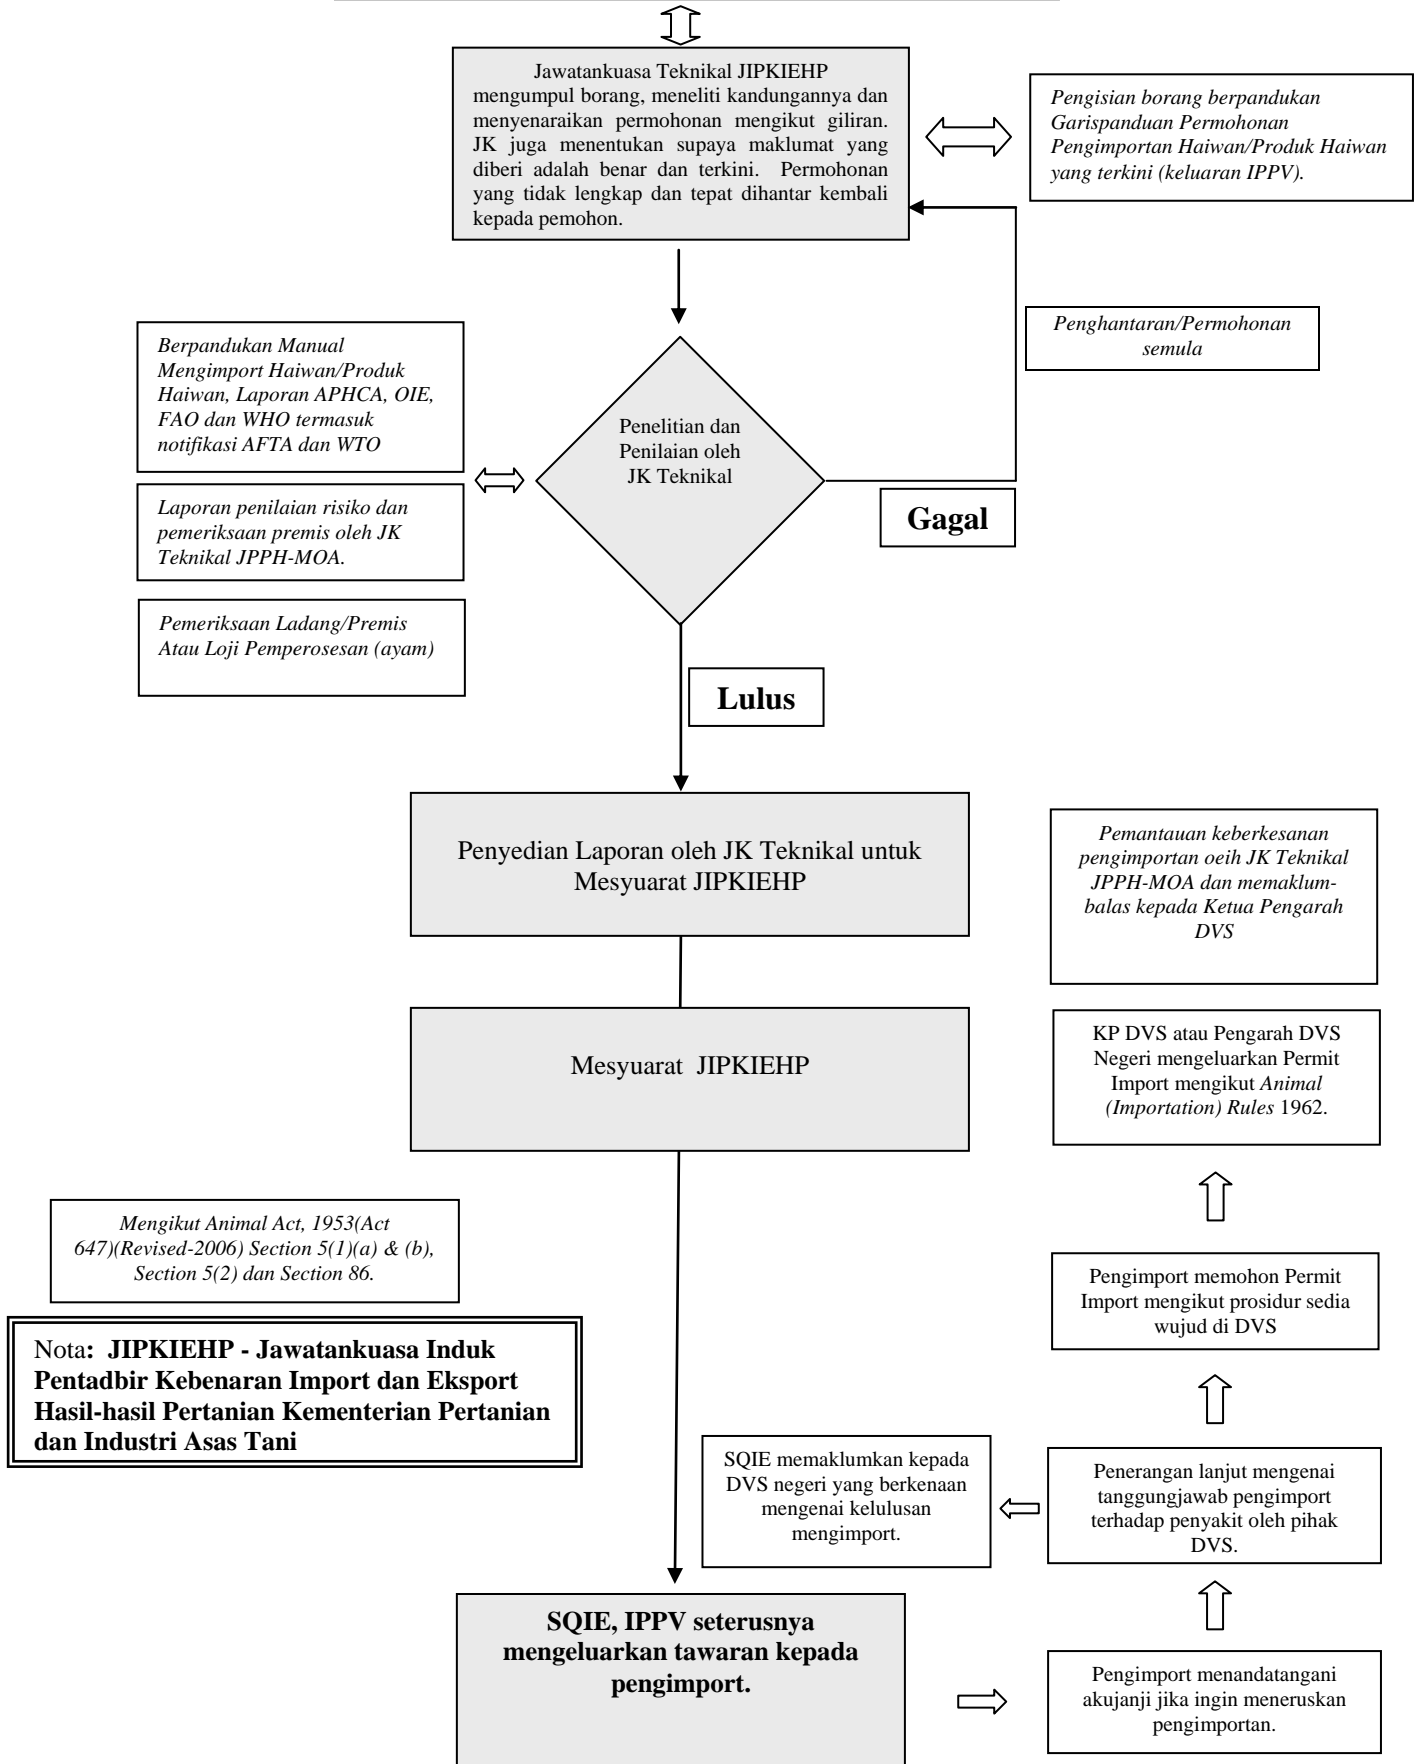 Jawatankuasa Teknikal JIPKIEHP
mengumpul borang, meneliti kandungannya dan
menyenaraikan permohonan mengikut giliran.
JK juga menentukan supaya maklumat yang
diberi adalah benar dan terkini. Permohonan
yang tidak lengkap dan tepat dihantar kembali
kepada pemohon.
Pengisian borang berpandukan
Garispanduan Permohonan
Pengimportan Haiwan/Produk Haiwan
yang terkini (keluaran IPPV).
Penghantaran/Permohonan
semula
Berpandukan Manual
Mengimport Haiwan/Produk
Haiwan, Laporan APHCA, OIE,
FAO dan WHO termasuk
notifikasi AFTA dan WTO
Penelitian dan
Penilaian oleh
JK Teknikal
Laporan penilaian risiko dan
pemeriksaan premis oleh JK
Teknikal JPPH-MOA.
Gagal
Pemeriksaan Ladang/Premis
Atau Loji Pemperosesan (ayam)
Lulus
Penyedian Laporan oleh JK Teknikal untuk
Mesyuarat JIPKIEHP
Pemantauan keberkesanan
pengimportan oeih JK Teknikal
JPPH-MOA dan memaklum-
balas kepada Ketua Pengarah
DVS
Mesyuarat JIPKIEHP
KP DVS atau Pengarah DVS
Negeri mengeluarkan Permit
Import mengikut Animal
(Importation) Rules 1962.
Mengikut Animal Act, 1953(Act
647)(Revised-2006) Section 5(1)(a) & (b),
Section 5(2) dan Section 86.
Pengimport memohon Permit
Import mengikut prosidur sedia
wujud di DVS
Nota: JIPKIEHP - Jawatankuasa Induk
Pentadbir Kebenaran Import dan Eksport
Hasil-hasil Pertanian Kementerian Pertanian
dan Industri Asas Tani
SQIE memaklumkan kepada
DVS negeri yang berkenaan
mengenai kelulusan
mengimport.
Penerangan lanjut mengenai
tanggungjawab pengimport
terhadap penyakit oleh pihak
DVS.
SQIE, IPPV seterusnya
mengeluarkan tawaran kepada
pengimport.
Pengimport menandatangani
akujanji jika ingin meneruskan
pengimportan.